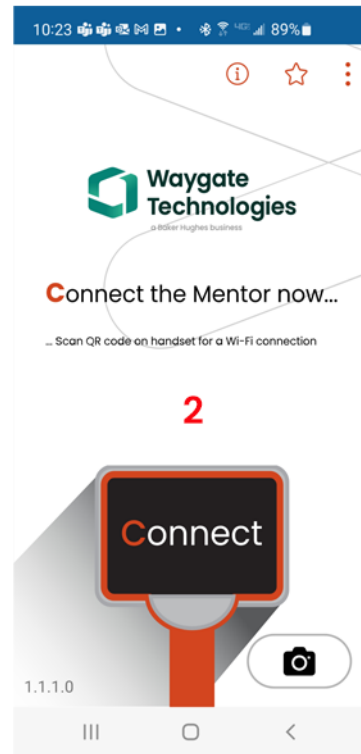 10:23 4G 89%
Waygate
Technologies
a Baker Hughes business
Connect the Mentor now...
... Scan QR code on handset for a Wi-Fi connection
2
Connect
1.1.1.0